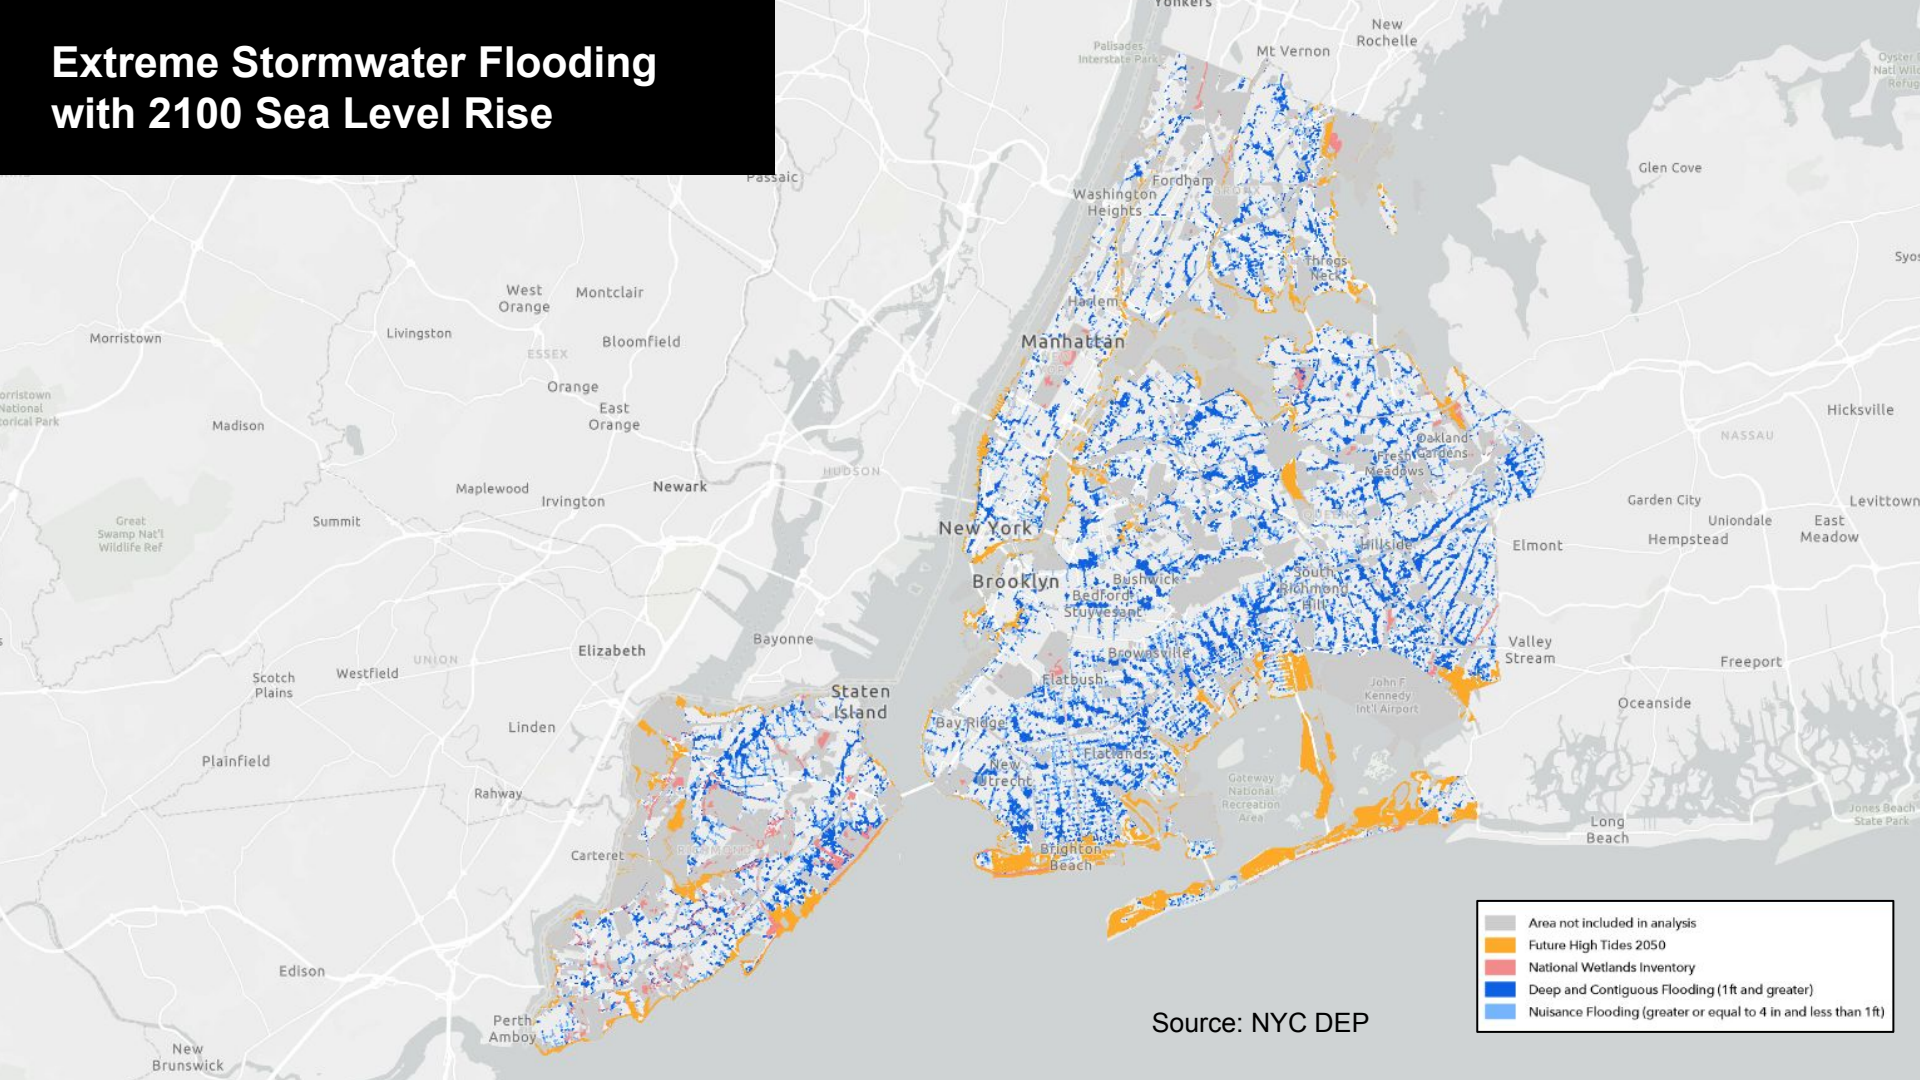 Extreme Stormwater Flooding
with 2100 Sea Level Rise
Yonkers
New
Rochelle
Palisades
Interstate Park
Mt Vernon
Passaic
Glen Cove
Fordham
Washington
Heights
Throgs
Neck
West
Orange
Montclair
Harlem
Morristown
Livingston
Bloomfield
Manhattan
ESSEX
Orange
East
Orange
Madison
Hicksville
NASSAU
Oakland
Gardens
Fresh
Meadows
HUDSON
Maplewood
Irvington
Newark
Garden City
Levittown
Great
Swamp Nat'l
Wildlife Ref
Summit
New York
Uniondale
East
Meadow
Hempstead
Elmont
Hillside
QUEENS
Brooklyn
Bushwick
Bedford-
Stuyvesant
South
Richmond
Hill
Bayonne
Elizabeth
UNION
Westfield
Scotch
Plains
Brownsville
Flatbush
Valley
Stream
Freeport
John F
Kennedy
Int'l Airport
Oceanside
Staten
Island
Bay Ridge
Linden
Plainfield
Flatlands
New
Utrecht
Rahway
Gateway
National
Recreation
Area
Long
Beach
Jones Beach
State Park
Carteret
RICHMOND
Brighton
Beach
Edison
Perth
Amboy
New
Brunswick
Source: NYC DEP
Area not included in analysis
Future High Tides 2050
National Wetlands Inventory
Deep and Contiguous Flooding (1ft and greater)
Nuisance Flooding (greater or equal to 4 in and less than 1ft)